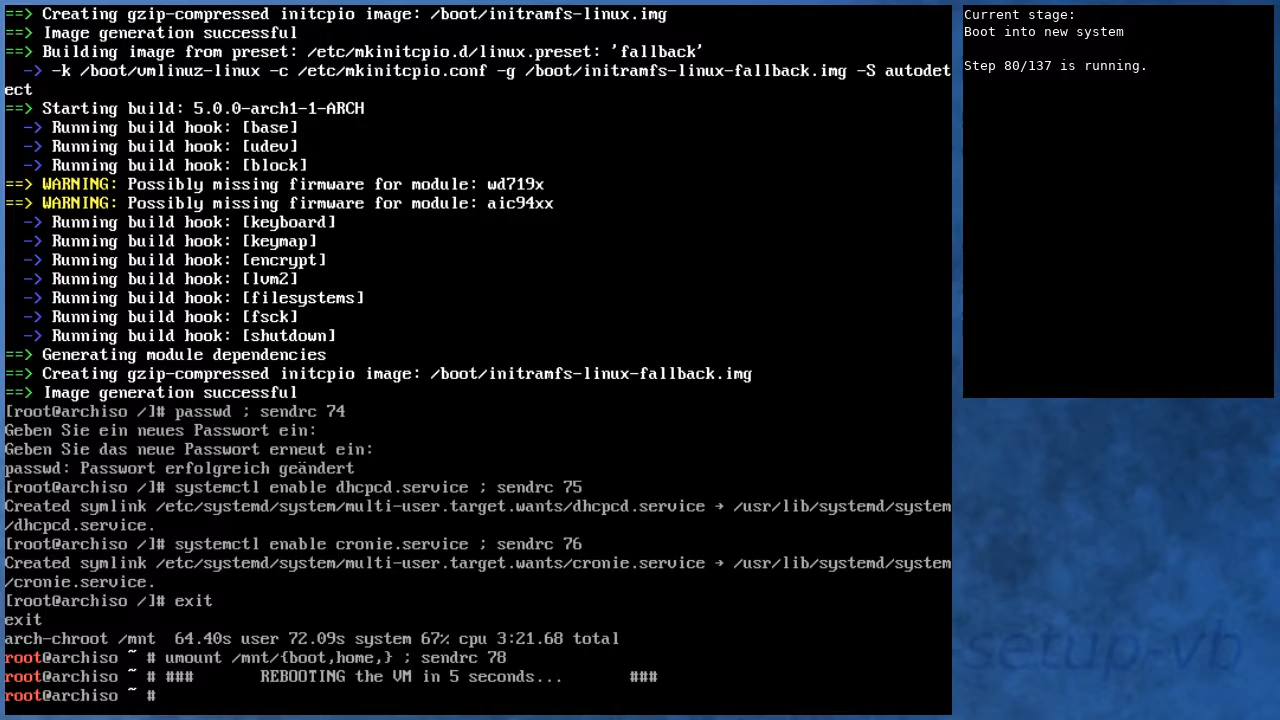 ==> Creating gzip-compressed initcpio image: /boot/initramfs-linux.img
==> Image generation successful
==> Building image from preset: /etc/mkinitcpio.d/linux.preset: 'fallback'
  -> -k /boot/vmlinuz-linux -c /etc/mkinitcpio.conf -g /boot/initramfs-linux-fallback.img -S autodet
ect
==> Starting build: 5.0.0-arch1-1-ARCH
  -> Running build hook: [base]
  -> Running build hook: [udev]
  -> Running build hook: [block]
==> WARNING: Possibly missing firmware for module: wd719x
==> WARNING: Possibly missing firmware for module: aic94xx
  -> Running build hook: [keyboard]
  -> Running build hook: [keymap]
  -> Running build hook: [encrypt]
  -> Running build hook: [lvm2]
  -> Running build hook: [filesystems]
  -> Running build hook: [fsck]
  -> Running build hook: [shutdown]
==> Generating module dependencies
==> Creating gzip-compressed initcpio image: /boot/initramfs-linux-fallback.img
==> Image generation successful
[root@archiso /]# passwd ; sendrc 74
Geben Sie ein neues Passwort ein:
Geben Sie das neue Passwort erneut ein:
passwd: Passwort erfolgreich geändert
[root@archiso /]# systemctl enable dhcpcd.service ; sendrc 75
Created symlink /etc/systemd/system/multi-user.target.wants/dhcpcd.service → /usr/lib/systemd/system
/dhcpcd.service.
[root@archiso /]# systemctl enable cronie.service ; sendrc 76
Created symlink /etc/systemd/system/multi-user.target.wants/cronie.service → /usr/lib/systemd/system
/cronie.service.
[root@archiso /]# exit
exit
arch-chroot /mnt  64.40s user 72.09s system 67% cpu 3:21.68 total
root@archiso ~ # umount /mnt/{boot,home,} ; sendrc 78
root@archiso ~ # ###       REBOOTING the VM in 5 seconds...       ###
root@archiso ~ #
Current stage:
Boot into new system
Step 80/137 is running.
setup-vb